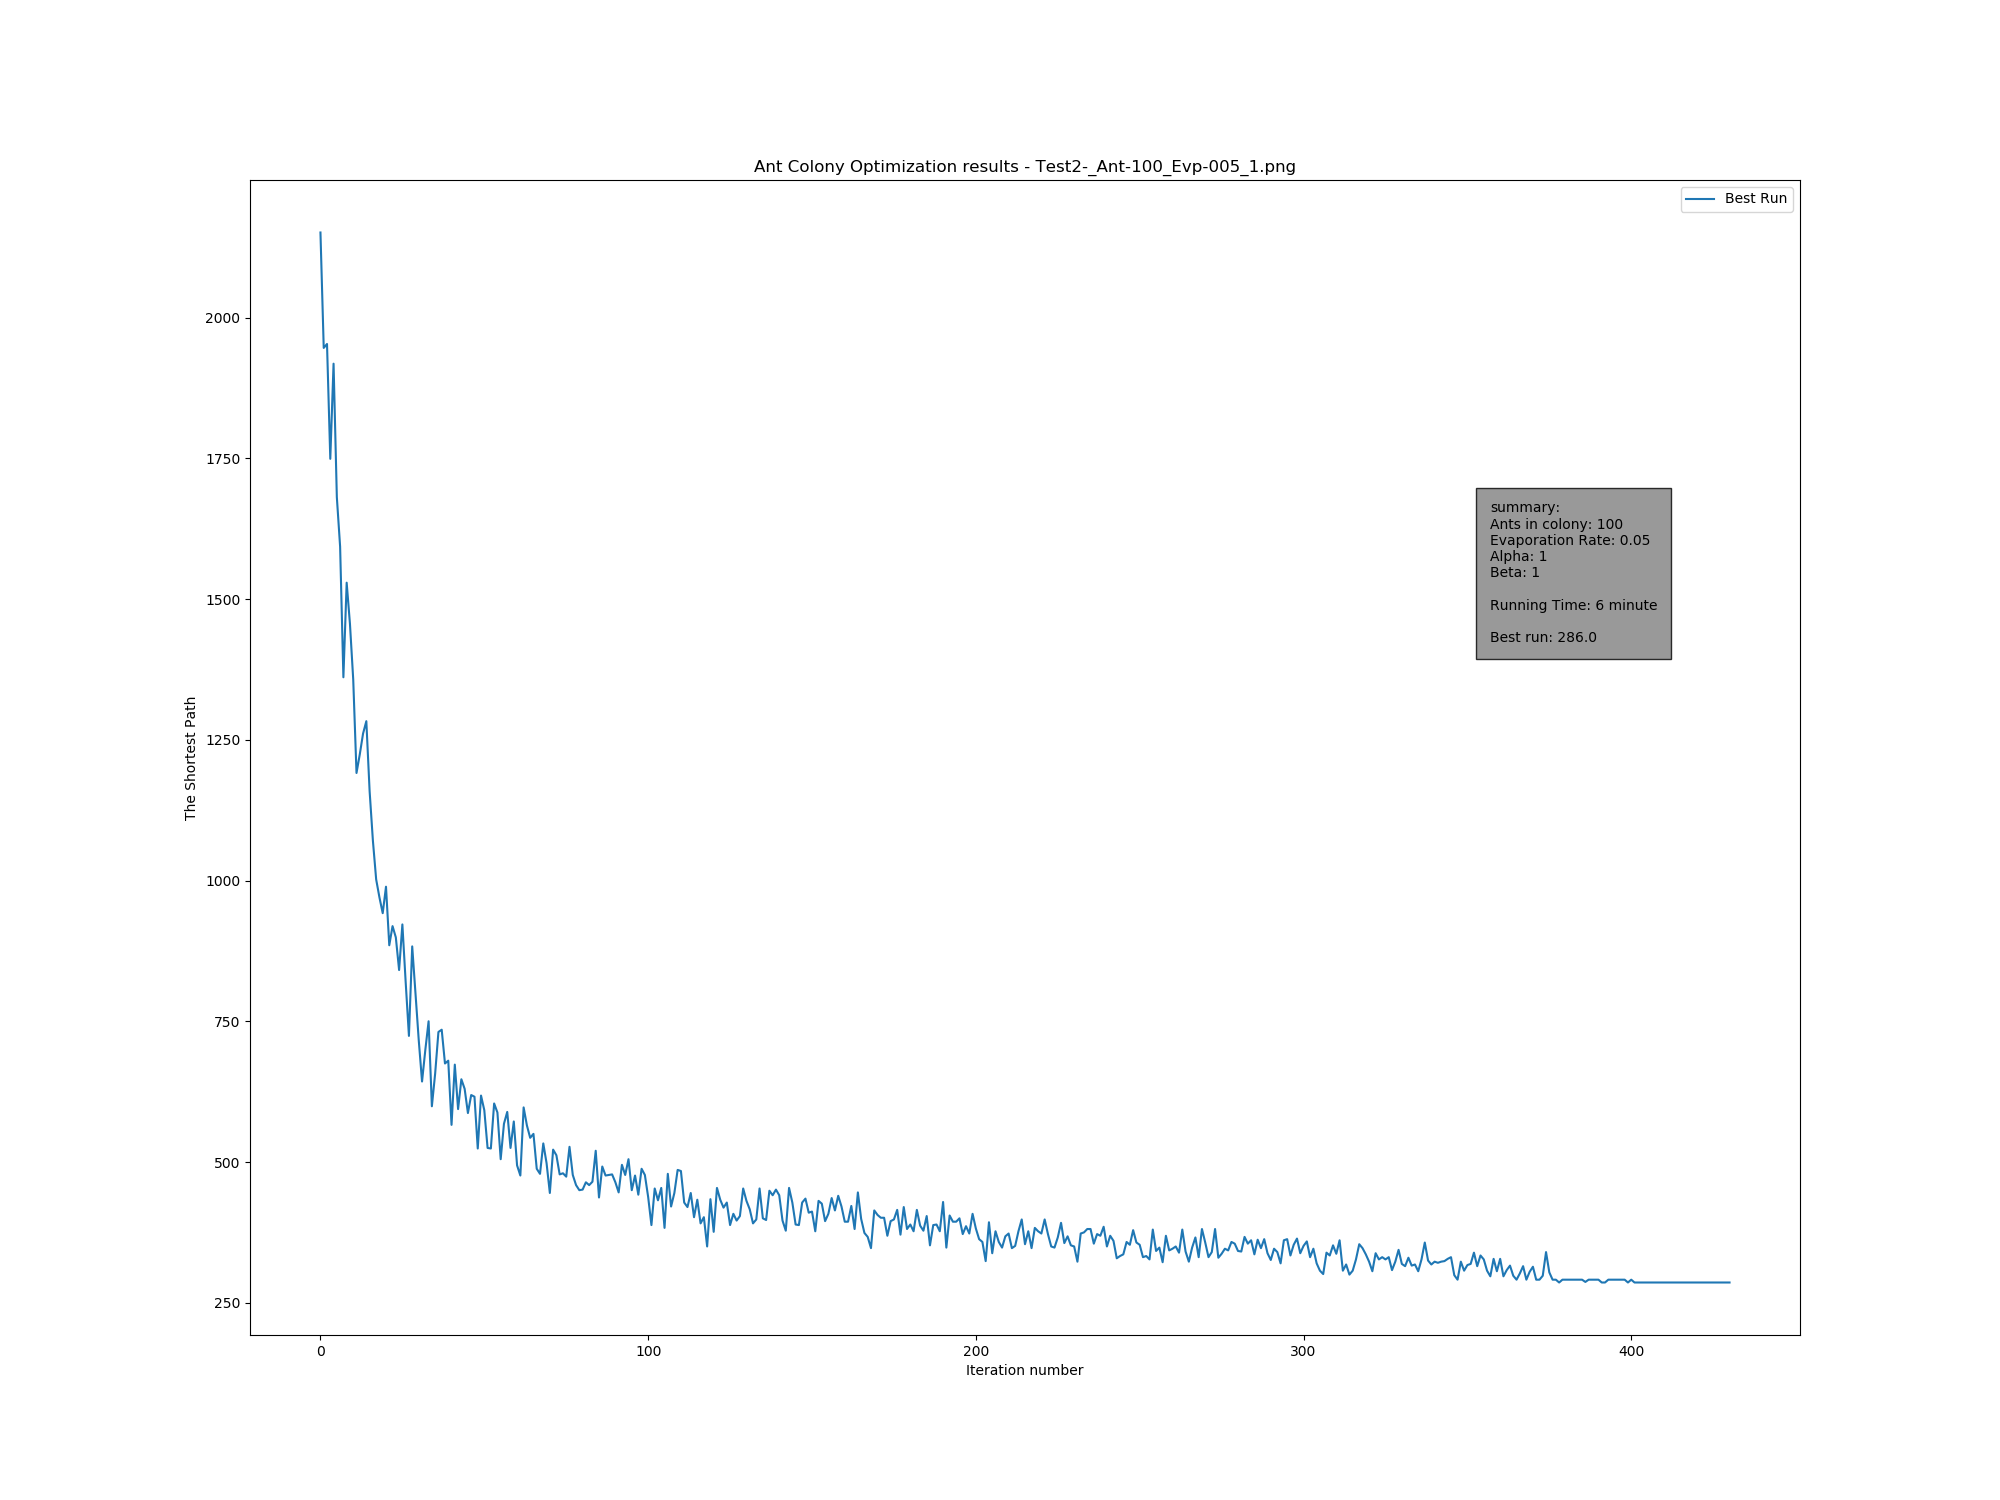 Ant Colony Optimization results - Test2-_Ant-100_Evp-005_1.png
Best Run
2000
1750
1500
1250
1000
750
500
250
The Shortest Path
summary:
Ants in colony: 100
Evaporation Rate: 0.05
Alpha: 1
Beta: 1
Running Time: 6 minute
Best run: 286.0
0 100 200 300 400
Iteration number